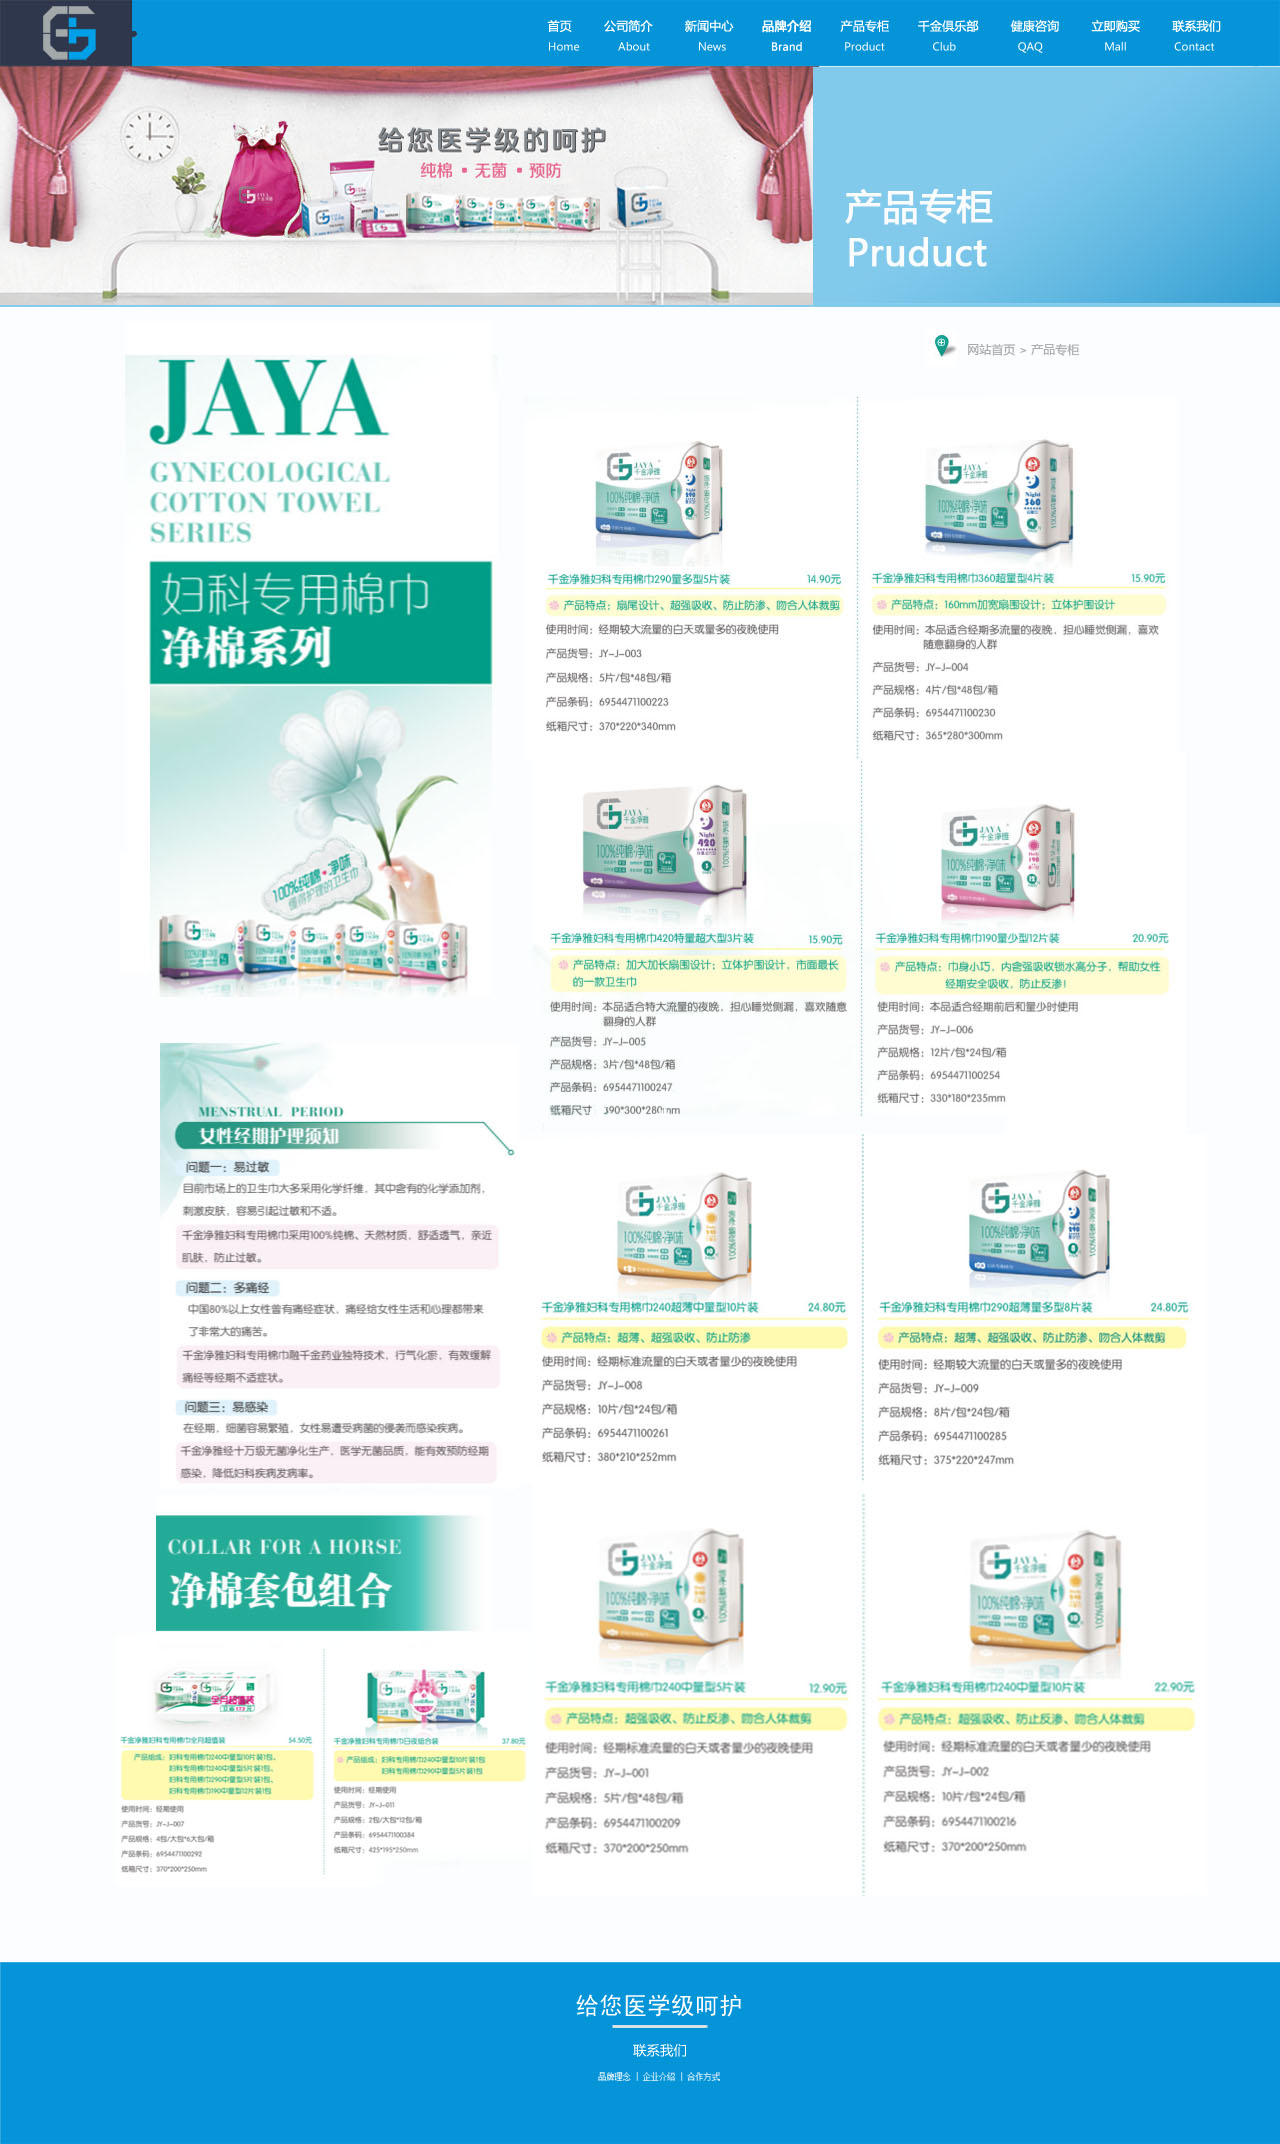 首页 公司简介 新闻中心 品牌介绍 产品专柜 千金俱乐部 健康咨询 立即购买 联系我们
Home About News Brand Product Club QAQ Mall Contact
给您医学级的呵护
纯棉·无菌·预防
产品专柜
Pruduct
网站首页 > 产品专柜
JAYA
GYNECOLOGICAL
COTTON TOWEL
SERIES
妇科专用棉巾
净棉系列
100%纯棉·净味
懂得护理的卫生巾
千金净雅妇科专用棉巾290量多型5片装 14.90元
产品特点：扇尾设计、超强吸收、防止防渗、吻合人体裁剪
使用时间：经期较大流量的白天或量多的夜晚使用
产品货号：JY-J-003
产品规格：5片/包*48包/箱
产品条码：6954471100223
纸箱尺寸：370*220*340mm
千金净雅妇科专用棉巾360超量型4片装 15.90元
产品特点：160mm加宽扇围设计；立体护围设计
使用时间：本品适合经期多流量的夜晚，担心睡觉侧漏，喜欢
随意翻身的人群
产品货号：JY-J-004
产品规格：4片/包*48包/箱
产品条码：6954471100230
纸箱尺寸：365*280*300mm
千金净雅妇科专用棉巾420特量超大型3片装 15.90元
产品特点：加大加长扇围设计；立体护围设计，市面最长
的一款卫生巾
使用时间：本品适合特大流量的夜晚，担心睡觉侧漏，喜欢随意
翻身的人群
产品货号：JY-J-005
产品规格：3片/包*48包/箱
产品条码：6954471100247
纸箱尺寸 390*300*280mm
千金净雅妇科专用棉巾190量少型12片装 20.90元
产品特点：巾身小巧，内含强吸收锁水高分子，帮助女性
经期安全吸收，防止反渗！
使用时间：本品适合经期前后和量少时使用
产品货号：JY-J-006
产品规格：12片/包*24包/箱
产品条码：6954471100254
纸箱尺寸：330*180*235mm
MENSTRUAL PERIOD
女性经期护理须知
问题一：易过敏
目前市场上的卫生巾大多采用化学纤维，其中含有的化学添加剂，
刺激皮肤，容易引起过敏和不适。
千金净雅妇科专用棉巾采用100%纯棉、天然材质，舒适透气，亲近
肌肤，防止过敏。
问题二：多痛经
中国80%以上女性曾有痛经症状，痛经给女性生活和心理都带来
了非常大的痛苦。
千金净雅妇科专用棉巾融千金药业独特技术，行气化瘀，有效缓解
痛经等经期不适症状。
问题三：易感染
在经期，细菌容易繁殖，女性易遭受病菌的侵袭而感染疾病。
千金净雅经十万级无菌净化生产，医学无菌品质，能有效预防经期
感染，降低妇科疾病发病率。
千金净雅妇科专用棉巾240超薄中量型10片装 24.80元
产品特点：超薄、超强吸收、防止防渗
使用时间：经期标准流量的白天或者量少的夜晚使用
产品货号：JY-J-008
产品规格：10片/包*24包/箱
产品条码：6954471100261
纸箱尺寸：380*210*252mm
千金净雅妇科专用棉巾290超薄量多型8片装 24.80元
产品特点：超薄、超强吸收、防止防渗、吻合人体裁剪
使用时间：经期较大流量的白天或量多的夜晚使用
产品货号：JY-J-009
产品规格：8片/包*24包/箱
产品条码：6954471100285
纸箱尺寸：375*220*247mm
COLLAR FOR A HORSE
净棉套包组合
千金净雅妇科专用棉巾全月超值装 54.50元
产品组成：妇科专用棉巾240中量型10片装1包、
妇科专用棉巾240中量型5片装1包、
妇科专用棉巾290中量型5片装1包、
妇科专用棉巾190中量型12片装1包
使用时间：经期使用
产品货号：JY-J-007
产品规格：4包/大包*6大包/箱
产品条码：6954471100292
纸箱尺寸：370*200*250mm
千金净雅妇科专用棉巾日夜组合装 37.80元
产品组成：妇科专用棉巾240中量型10片装1包
妇科专用棉巾290中量型5片装1包
使用时间：经期使用
产品货号：JY-J-011
产品规格：2包/大包*12包/箱
产品条码：6954471100384
纸箱尺寸：425*195*250mm
千金净雅妇科专用棉巾240中量型5片装 12.90元
产品特点：超强吸收、防止反渗、吻合人体裁剪
使用时间：经期标准流量的白天或者量少的夜晚使用
产品货号：JY-J-001
产品规格：5片/包*48包/箱
产品条码：6954471100209
纸箱尺寸：370*200*250mm
千金净雅妇科专用棉巾240中量型10片装 22.90元
产品特点：超强吸收、防止反渗、吻合人体裁剪
使用时间：经期标准流量的白天或者量少的夜晚使用
产品货号：JY-J-002
产品规格：10片/包*24包/箱
产品条码：6954471100216
纸箱尺寸：370*200*250mm
给您医学级呵护
联系我们
品牌理念 | 企业介绍 | 合作方式